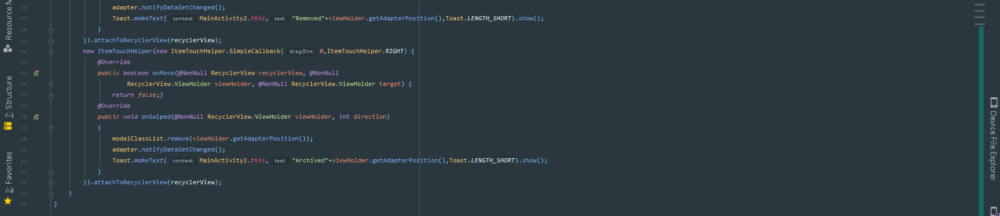 48 adapter.notifyDataSetChanged();
49 Toast.makeText( context: MainActivity2.this, text: "Removed"+viewHolder.getAdapterPosition(),Toast.LENGTH_SHORT).show();
50 }
51 }).attachToRecyclerView(recyclerView);
52 new ItemTouchHelper(new ItemTouchHelper.SimpleCallback( dragDirs: 0,ItemTouchHelper.RIGHT) {
53 @Override
54 public boolean onMove(@NonNull RecyclerView recyclerView, @NonNull
55 RecyclerView.ViewHolder viewHolder, @NonNull RecyclerView.ViewHolder target) {
56 return false;}
57 @Override
58 public void onSwiped(@NonNull RecyclerView.ViewHolder viewHolder, int direction)
59 {
60 modelClassList.remove(viewHolder.getAdapterPosition());
61 adapter.notifyDataSetChanged();
62 Toast.makeText( context: MainActivity2.this, text: "Archived"+viewHolder.getAdapterPosition(),Toast.LENGTH_SHORT).show();
63 }
64 }).attachToRecyclerView(recyclerView);
65 }
66 }
Resource M
7: Structure
2: Favorites
Device File Explorer